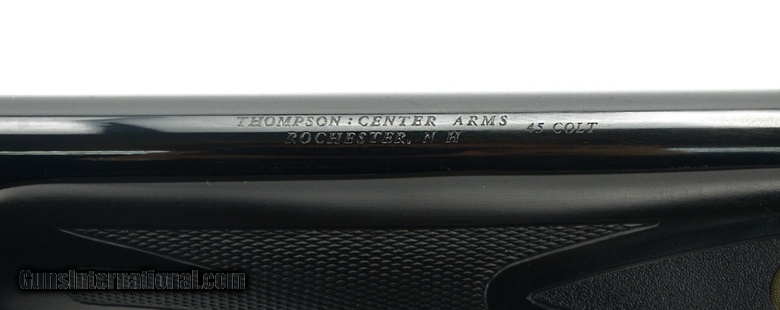 THOMPSON : CENTER ARMS
ROCHESTER, N H
45 COLT
GunsInternational.com